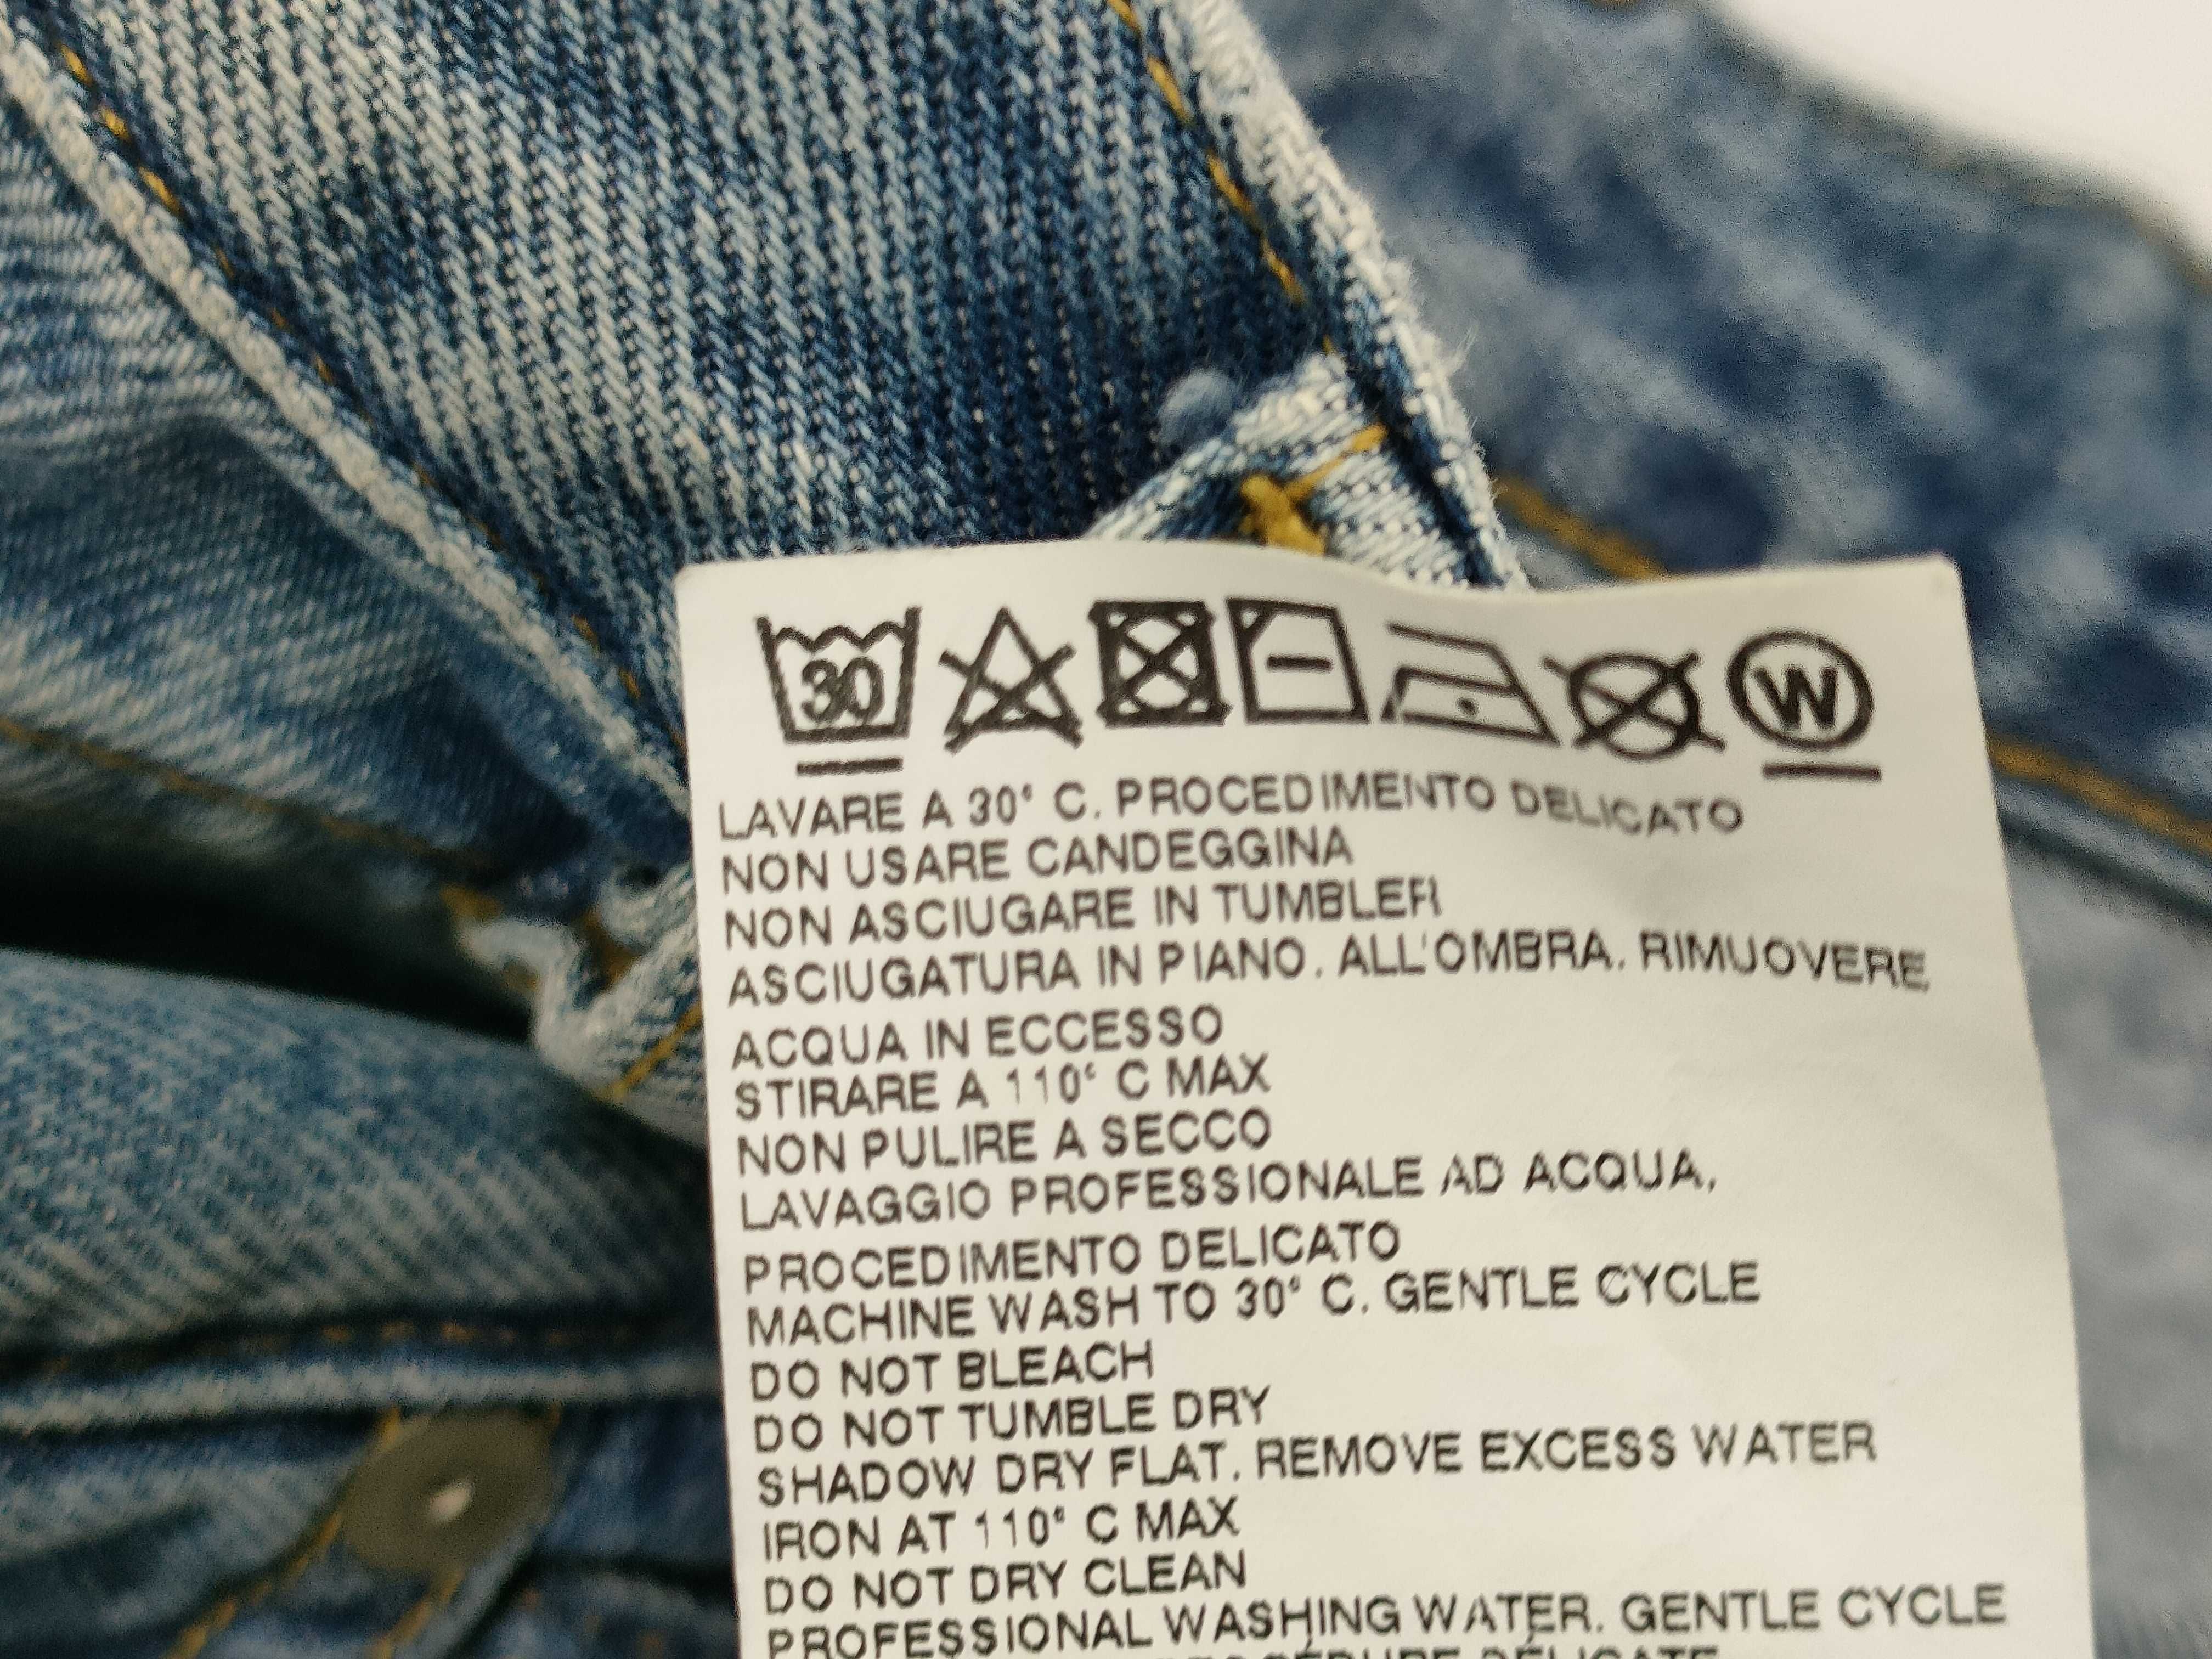 30 W
LAVARE A 30° C. PROCEDIMENTO DELICATO
NON USARE CANDEGGINA
NON ASCIUGARE IN TUMBLER
ASCIUGATURA IN PIANO. ALL'OMBRA. RIMUOVERE
ACQUA IN ECCESSO
STIRARE A 110° C MAX
NON PULIRE A SECCO
LAVAGGIO PROFESSIONALE AD ACQUA,
PROCEDIMENTO DELICATO
MACHINE WASH TO 30° C. GENTLE CYCLE
DO NOT BLEACH
DO NOT TUMBLE DRY
SHADOW DRY FLAT. REMOVE EXCESS WATER
IRON AT 110° C MAX
DO NOT DRY CLEAN
PROFESSIONAL WASHING WATER. GENTLE CYCLE